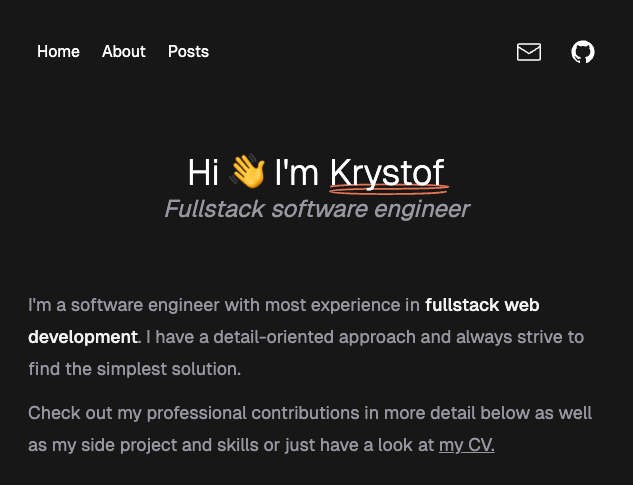 Home About Posts
Hi 👋 I'm Krystof
Fullstack software engineer
I'm a software engineer with most experience in fullstack web
development. I have a detail-oriented approach and always strive to
find the simplest solution.
Check out my professional contributions in more detail below as well
as my side project and skills or just have a look at my CV.